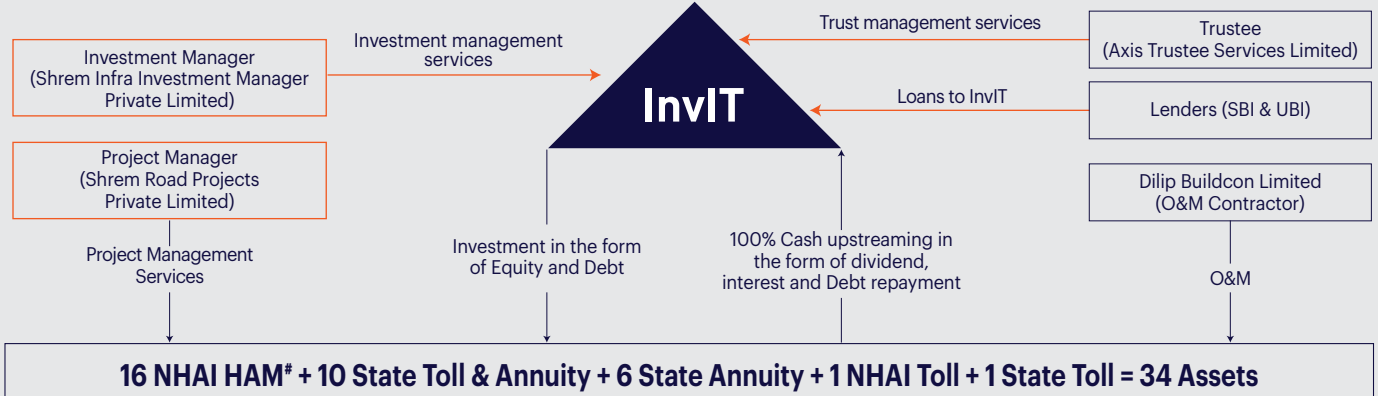 Investment Manager
(Shrem Infra Investment Manager
Private Limited)
Investment management
services
InvIT
Trust management services
Trustee
(Axis Trustee Services Limited)
Loans to InvIT
Lenders (SBI & UBI)
Project Manager
(Shrem Road Projects
Private Limited)
Dilip Buildcon Limited
(O&M Contractor)
Project Management
Services
Investment in the form
of Equity and Debt
100% Cash upstreaming in
the form of dividend,
interest and Debt repayment
O&M
16 NHAI HAM# + 10 State Toll & Annuity + 6 State Annuity + 1 NHAI Toll + 1 State Toll = 34 Assets